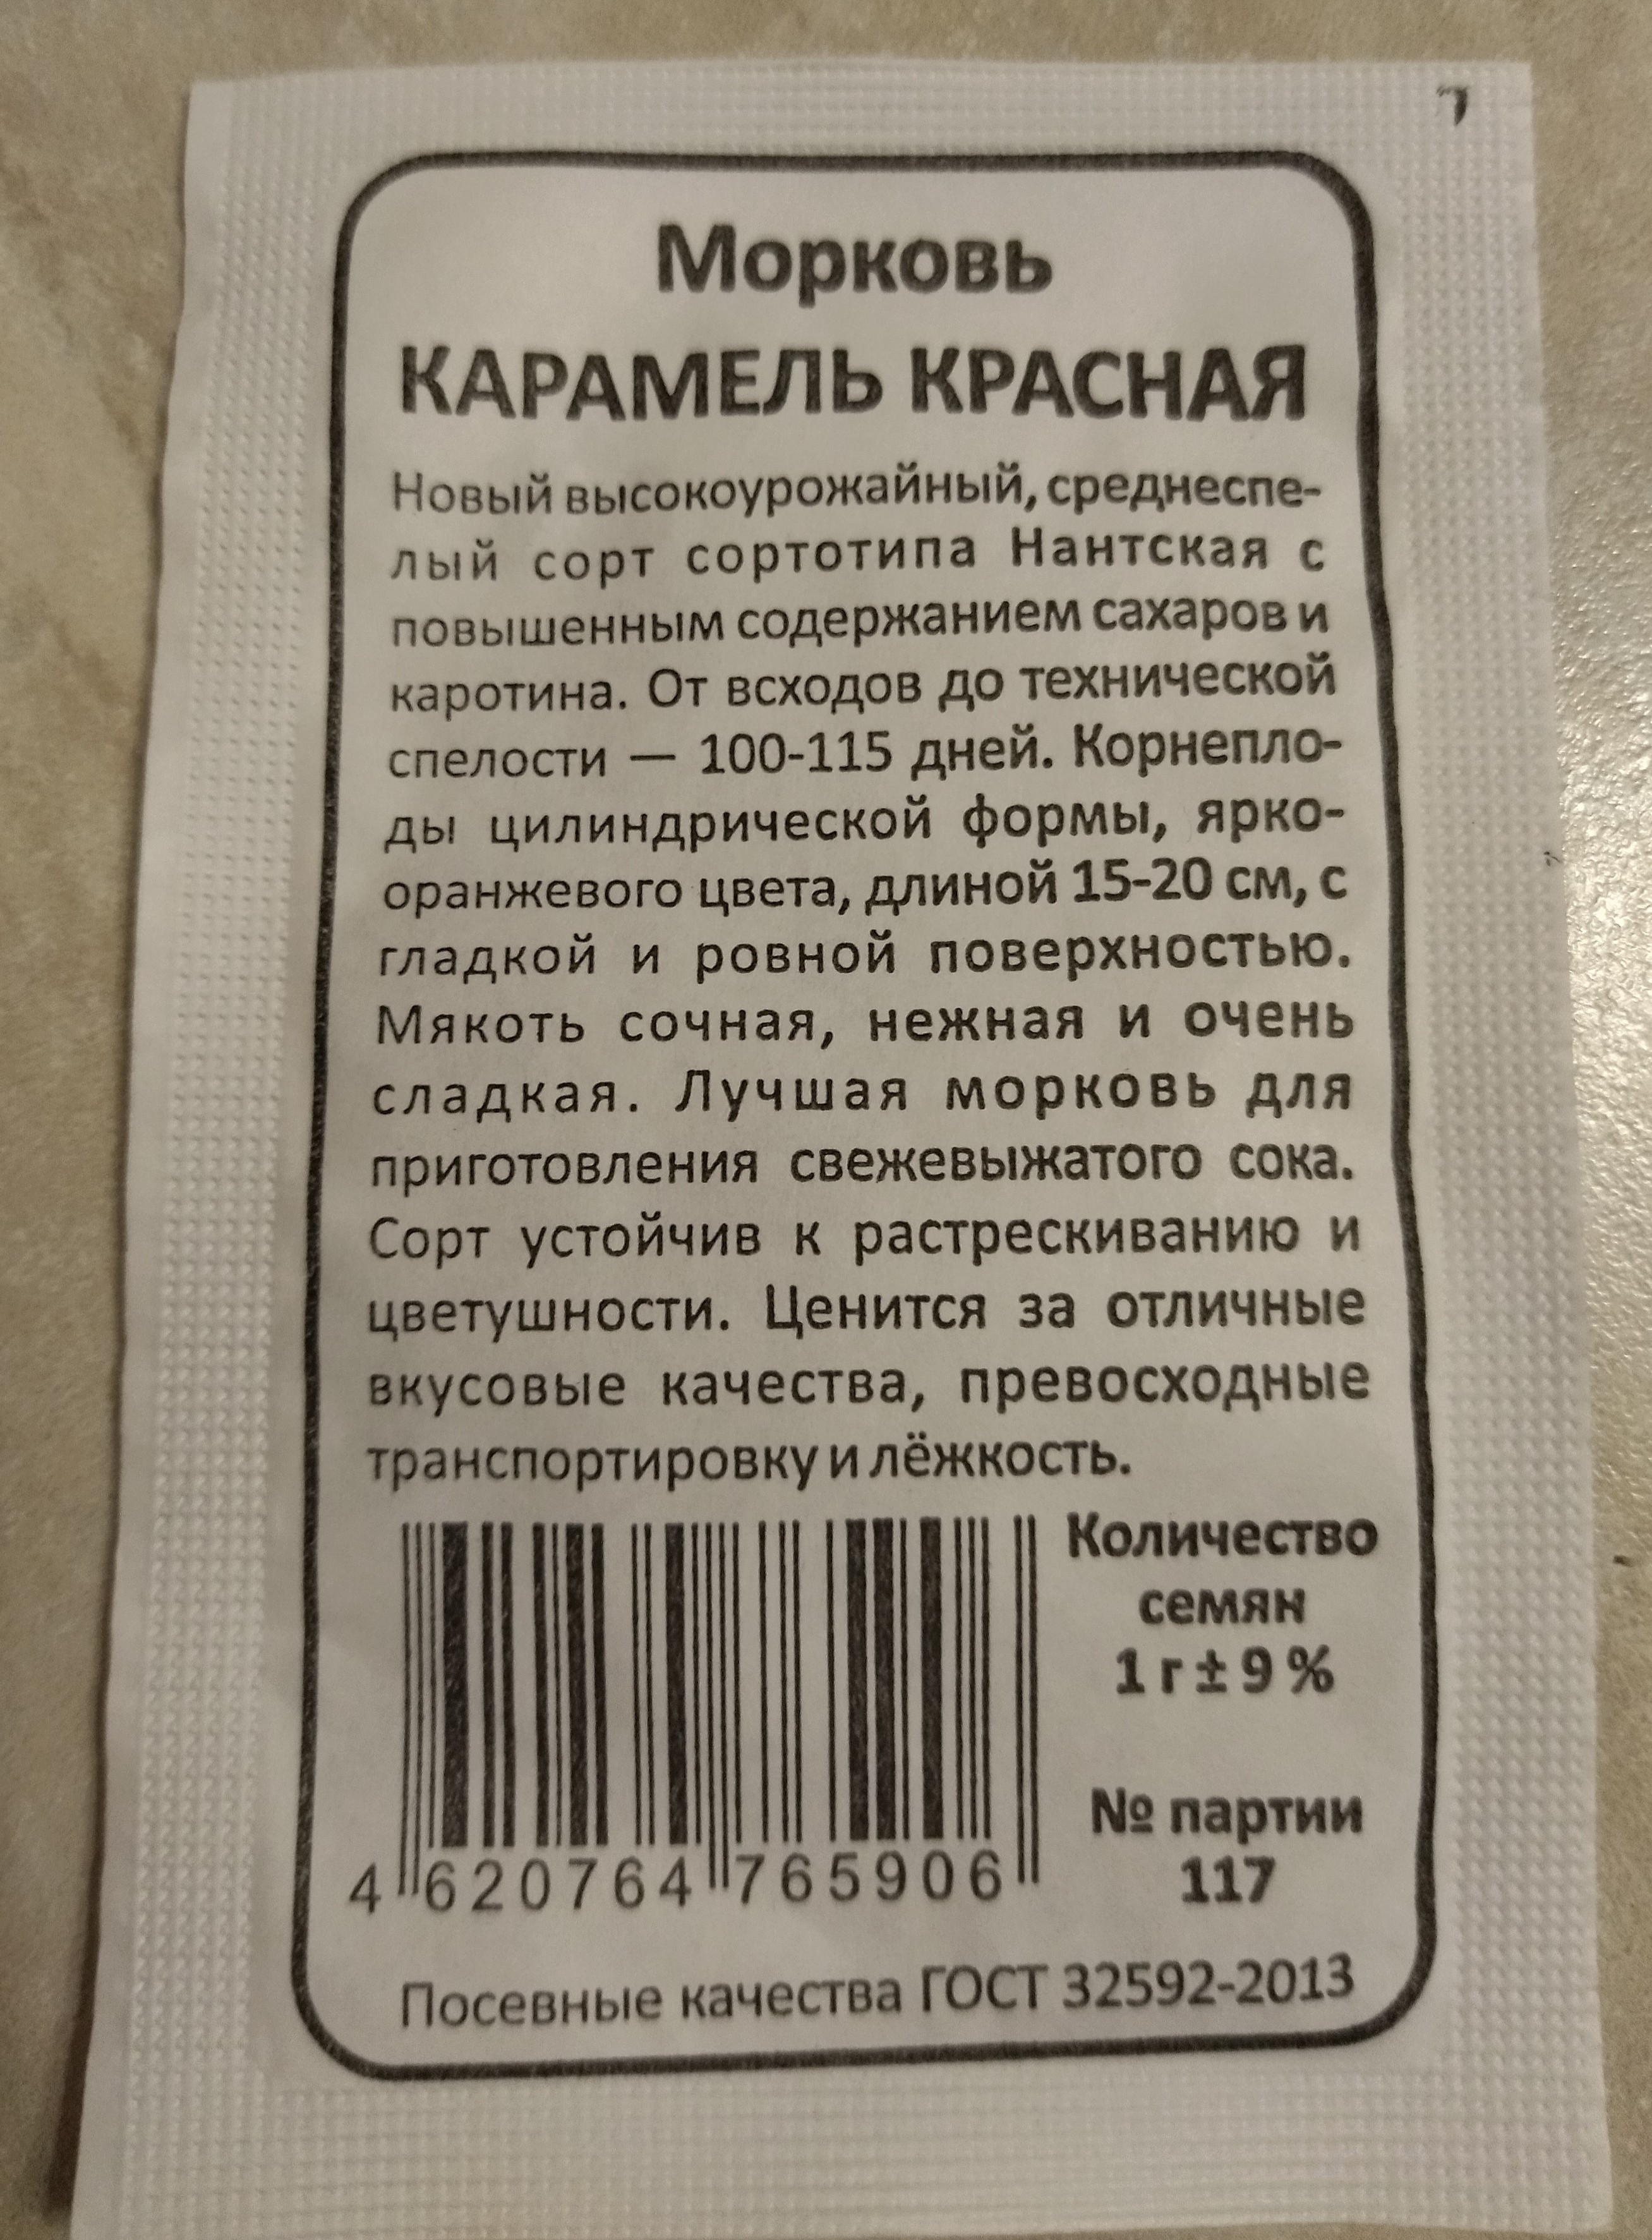 Морковь
КАРАМЕЛЬ КРАСНАЯ
Новый высокоурожайный, среднеспе-
лый сорт сортотипа Нантская с
повышенным содержанием сахаров и
каротина. От всходов до технической
спелости — 100-115 дней. Корнепло-
ды цилиндрической формы, ярко-
оранжевого цвета, длиной 15-20 см, с
гладкой и ровной поверхностью.
Мякоть сочная, нежная и очень
сладкая. Лучшая морковь для
приготовления свежевыжатого сока.
Сорт устойчив к растрескиванию и
цветушности. Ценится за отличные
вкусовые качества, превосходные
транспортировку и лёжкость.
Количество
семян
1 г ± 9 %
№ партии
117
4 620764 765906
Посевные качества ГОСТ 32592-2013